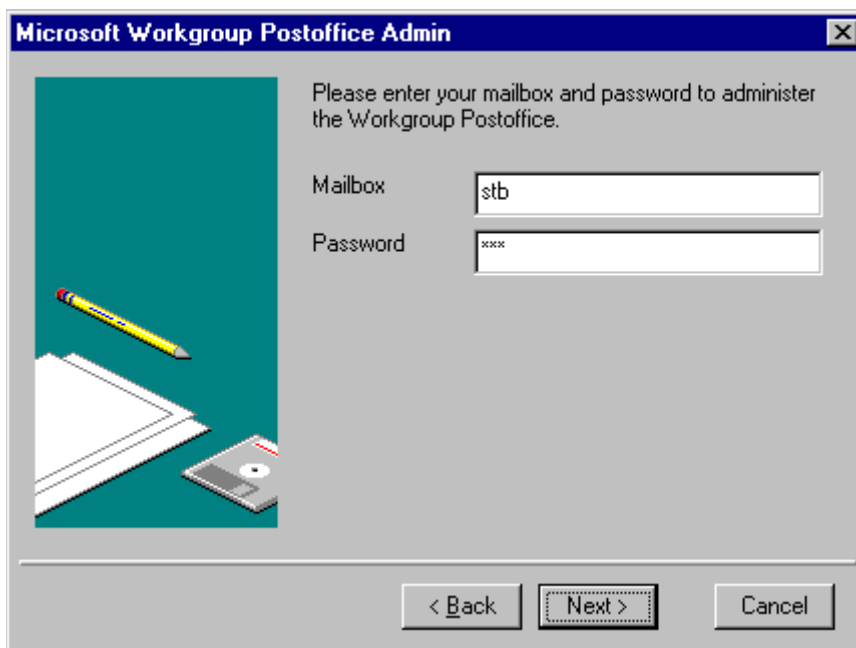 Microsoft Workgroup Postoffice Admin
Please enter your mailbox and password to administer
the Workgroup Postoffice.
Mailbox
stb
Password
***
< Back
Next >
Cancel